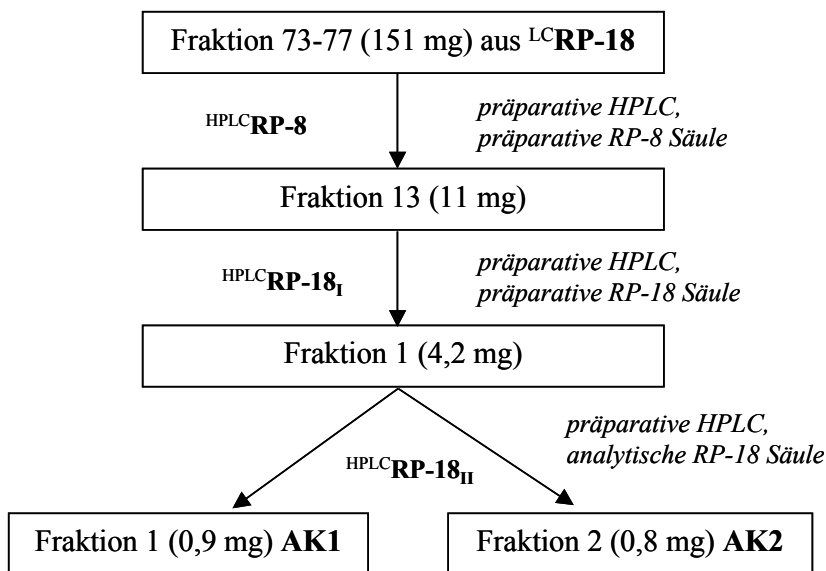 Fraktion 73-77 (151 mg) aus LCRP-18
HPLCRP-8
präparative HPLC,
präparative RP-8 Säule
Fraktion 13 (11 mg)
HPLCRP-18I
präparative HPLC,
präparative RP-18 Säule
Fraktion 1 (4,2 mg)
HPLCRP-18II
präparative HPLC,
analytische RP-18 Säule
Fraktion 1 (0,9 mg) AK1
Fraktion 2 (0,8 mg) AK2